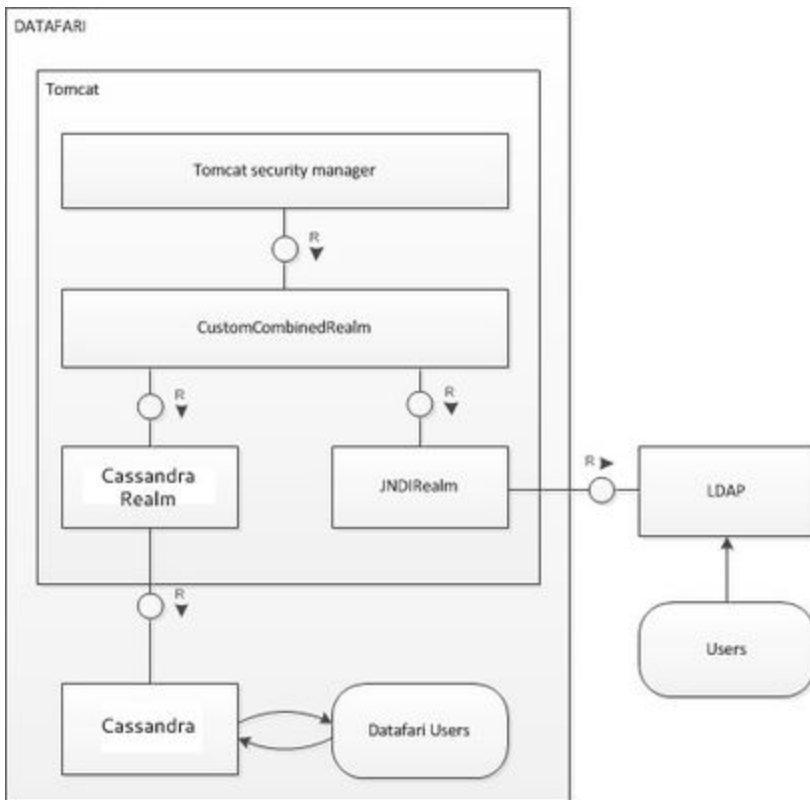 DATAFARI
Tomcat
Tomcat security manager
R
CustomCombinedRealm
R
R
Cassandra
Realm
JNDIRealm
R
LDAP
R
Users
Cassandra
Datafari Users